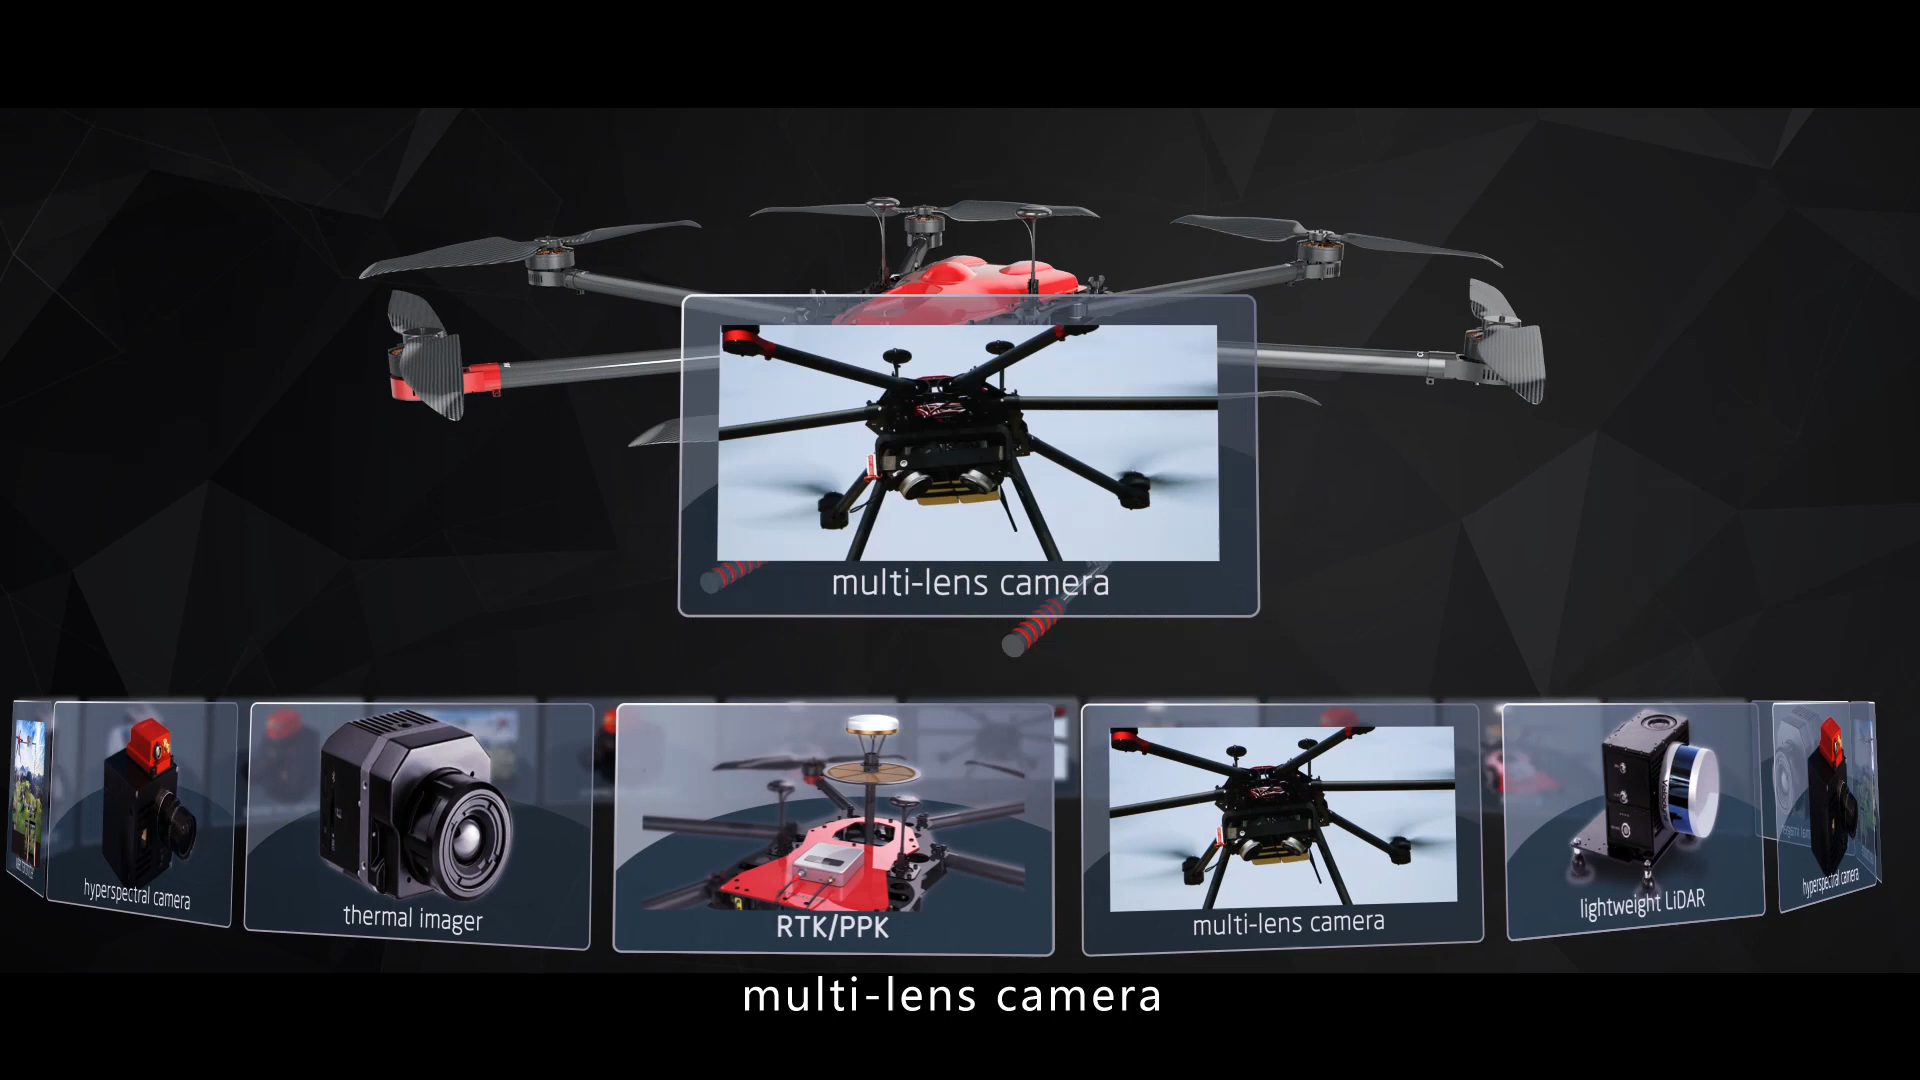 multi-lens camera
hyperspectral camera
thermal imager
RTK/PPK
multi-lens camera
lightweight LiDAR
hyperspectral camera
multi-lens camera